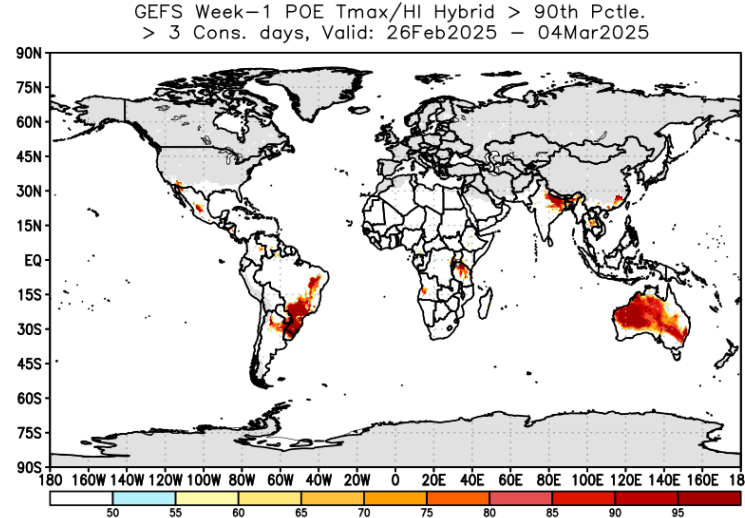 GEFS Week-1 POE Tmax/HI Hybrid > 90th Pctle.
> 3 Cons. days, Valid: 26Feb2025 - 04Mar2025
90N
75N
60N
45N
30N
15N
EQ
15S
30S
45S
60S
75S
90S
180 160W 140W 120W 100W 80W 60W 40W 20W 0 20E 40E 60E 80E 100E 120E 140E 160E 180
50 55 60 65 70 75 80 85 90 95